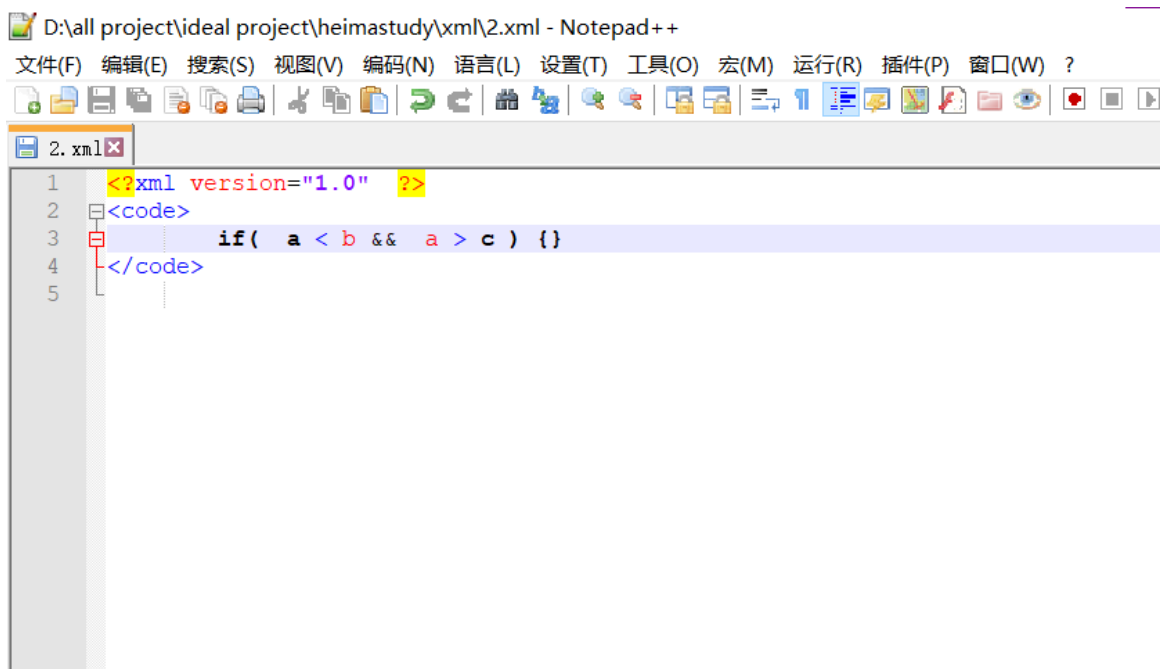 D:\all project\ideal project\heimastudy\xml\2.xml - Notepad++
文件(F) 编辑(E) 搜索(S) 视图(V) 编码(N) 语言(L) 设置(T) 工具(O) 宏(M) 运行(R) 插件(P) 窗口(W) ?
2.xml
1 <?xml version="1.0" ?>
2 <code>
3 if( a < b && a > c ) {}
4 </code>
5